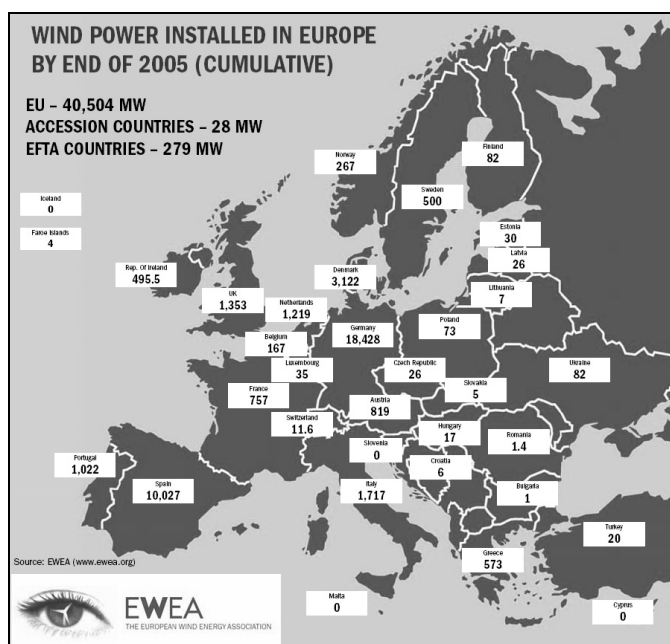 WIND POWER INSTALLED IN EUROPE
BY END OF 2005 (CUMULATIVE)
EU – 40,504 MW
ACCESSION COUNTRIES – 28 MW
EFTA COUNTRIES – 279 MW
Norway
267
Finland
82
Sweden
500
Iceland
0
Faroe Islands
4
Estonia
30
Latvia
26
Rep. Of Ireland
495.5
Denmark
3,122
Lithuania
7
UK
1,353
Netherlands
1,219
Germany
18,428
Poland
73
Belgium
167
Luxembourg
35
Czech Republic
26
Ukraine
82
Slovakia
5
France
757
Austria
819
Switzerland
11.6
Hungary
17
Romania
1.4
Slovenia
0
Croatia
6
Portugal
1,022
Spain
10,027
Italy
1,717
Bulgaria
1
Turkey
20
Greece
573
Source: EWEA (www.ewea.org)
Malta
0
Cyprus
0
EWEA
THE EUROPEAN WIND ENERGY ASSOCIATION